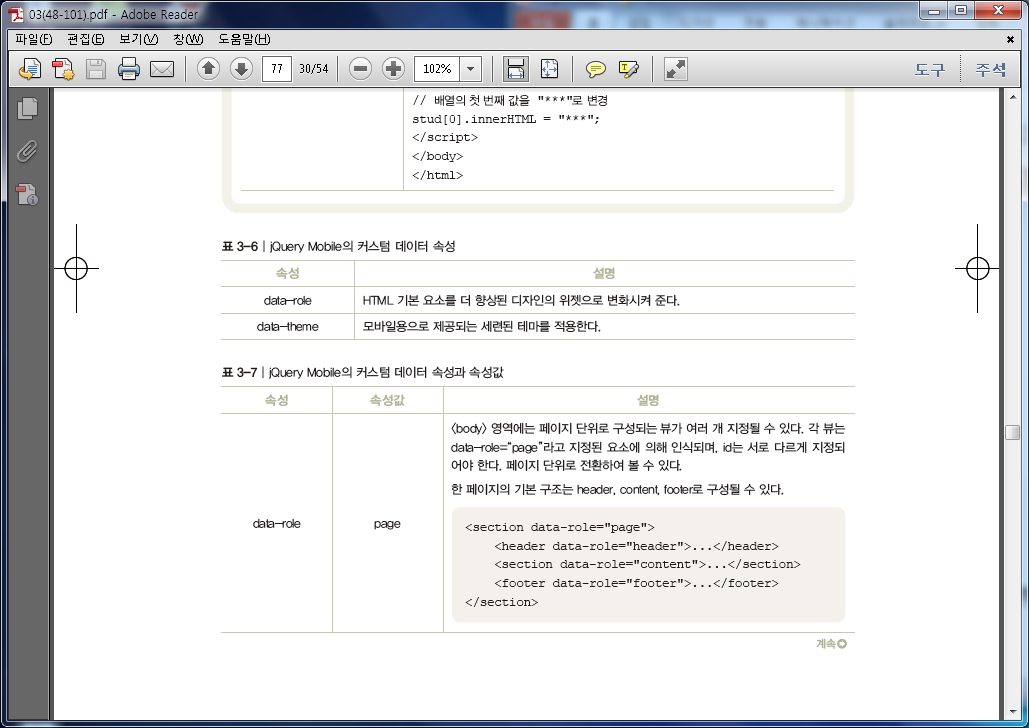 03(48-101).pdf - Adobe Reader
파일(F) 편집(E) 보기(V) 창(W) 도움말(H)
77 30/54 102% 도구 주석
// 배열의 첫 번째 값을 "***"로 변경
stud[0].innerHTML = "***";
</script>
</body>
</html>
표 3-6 | jQuery Mobile의 커스텀 데이터 속성
속성 설명
data-role HTML 기본 요소를 더 향상된 디자인의 위젯으로 변화시켜 준다.
data-theme 모바일용으로 제공되는 세련된 테마를 적용한다.
표 3-7 | jQuery Mobile의 커스텀 데이터 속성과 속성값
속성 속성값 설명
〈body〉 영역에는 페이지 단위로 구성되는 뷰가 여러 개 지정될 수 있다. 각 뷰는
data-role="page"라고 지정된 요소에 의해 인식되며, id는 서로 다르게 지정되
어야 한다. 페이지 단위로 전환하여 볼 수 있다.
한 페이지의 기본 구조는 header, content, footer로 구성될 수 있다.
data-role page
<section data-role="page">
<header data-role="header">...</header>
<section data-role="content">...</section>
<footer data-role="footer">...</footer>
</section>
계속